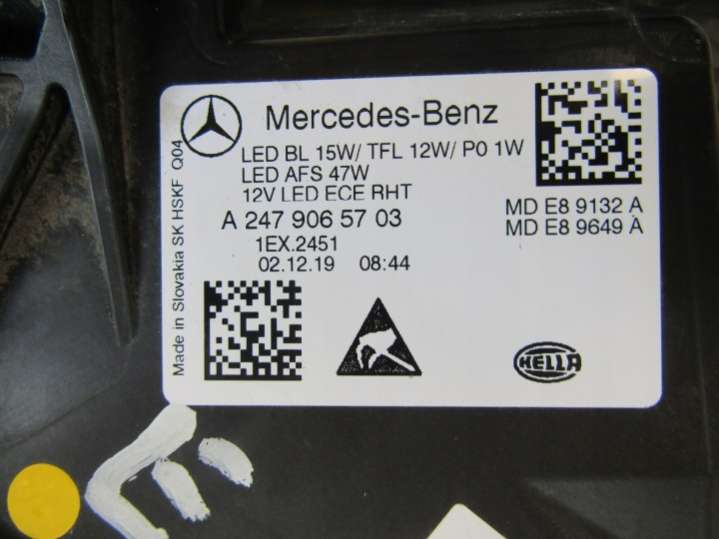 Mercedes-Benz
LED BL 15W/ TFL 12W/ PO 1W
LED AFS 47W
12V LED ECE RHT
A 247 906 57 03
MD E8 9132 A
MD E8 9649 A
1EX.2451
02.12.19 08:44
HELLA
Made in Slovakia SK HSKF Q04